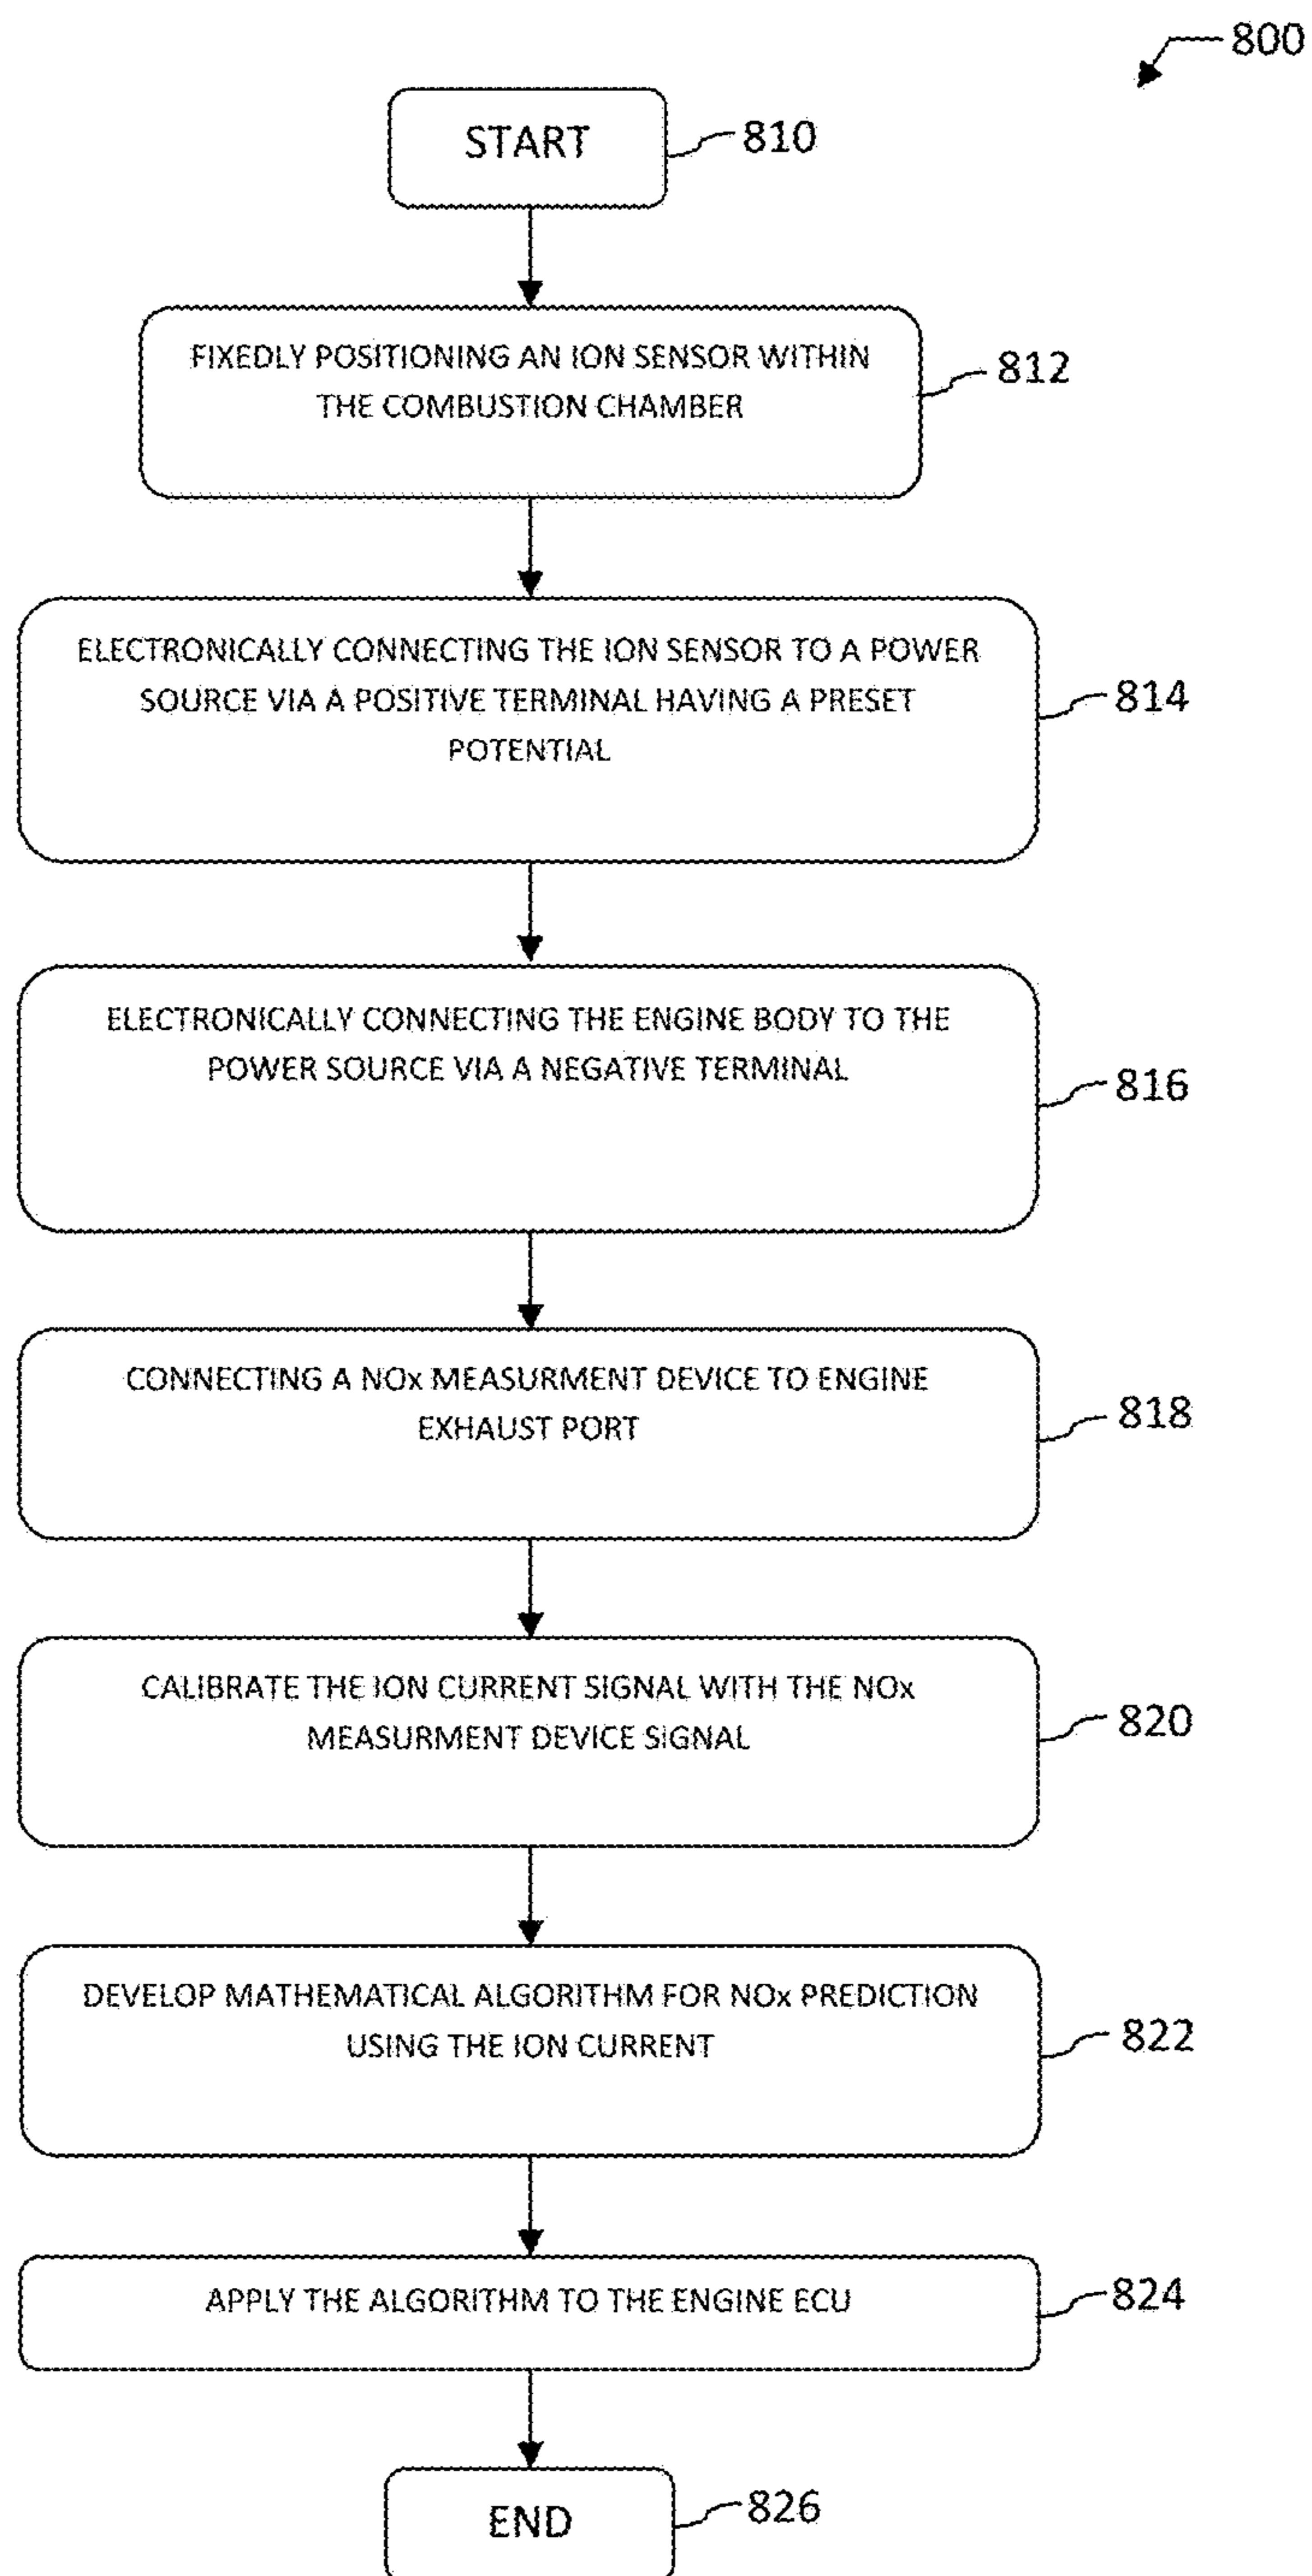 800
START
810
FIXEDLY POSITIONING AN ION SENSOR WITHIN
THE COMBUSTION CHAMBER
812
ELECTRONICALLY CONNECTING THE ION SENSOR TO A POWER
SOURCE VIA A POSITIVE TERMINAL HAVING A PRESET
POTENTIAL
814
ELECTRONICALLY CONNECTING THE ENGINE BODY TO THE
POWER SOURCE VIA A NEGATIVE TERMINAL
816
CONNECTING A NOx MEASURMENT DEVICE TO ENGINE
EXHAUST PORT
818
CALIBRATE THE ION CURRENT SIGNAL WITH THE NOx
MEASURMENT DEVICE SIGNAL
820
DEVELOP MATHEMATICAL ALGORITHM FOR NOx PREDICTION
USING THE ION CURRENT
822
APPLY THE ALGORITHM TO THE ENGINE ECU
824
END
826